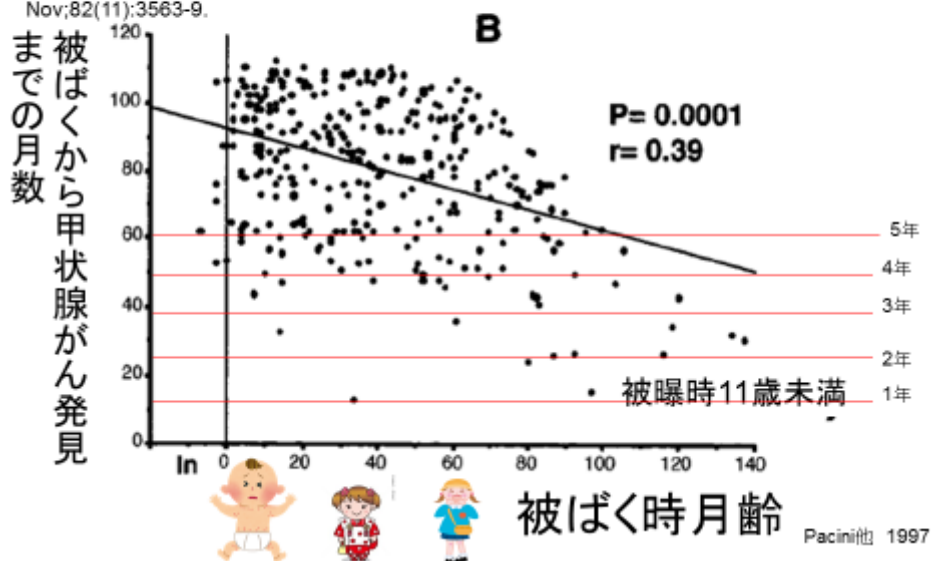 Nov;82(11):3563-9.
B
被ばくから甲状腺がん発見
までの月数
120
100
80
60
40
20
0
P= 0.0001
r= 0.39
5年
4年
3年
2年
1年
被曝時11歳未満
In
0
20
40
60
80
100
120
140
被ばく時月齢
Pacini他 1997